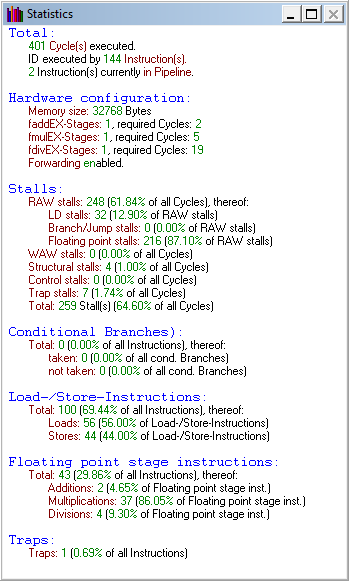 Statistics
Total:
401 Cycle(s) executed.
ID executed by 144 Instruction(s).
2 Instruction(s) currently in Pipeline.
Hardware configuration:
Memory size: 32768 Bytes
faddEX-Stages: 1, required Cycles: 2
fmulEX-Stages: 1, required Cycles: 5
fdivEX-Stages: 1, required Cycles: 19
Forwarding enabled.
Stalls:
RAW stalls: 248 (61.84% of all Cycles), thereof:
LD stalls: 32 (12.90% of RAW stalls)
Branch/Jump stalls: 0 (0.00% of RAW stalls)
Floating point stalls: 216 (87.10% of RAW stalls)
WAW stalls: 0 (0.00% of all Cycles)
Structural stalls: 4 (1.00% of all Cycles)
Control stalls: 0 (0.00% of all Cycles)
Trap stalls: 7 (1.74% of all Cycles)
Total: 259 Stall(s) (64.60% of all Cycles)
Conditional Branches):
Total: 0 (0.00% of all Instructions), thereof:
taken: 0 (0.00% of all cond. Branches)
not taken: 0 (0.00% of all cond. Branches)
Load-/Store-Instructions:
Total: 100 (69.44% of all Instructions), thereof:
Loads: 56 (56.00% of Load-/Store-Instructions)
Stores: 44 (44.00% of Load-/Store-Instructions)
Floating point stage instructions:
Total: 43 (29.86% of all Instructions), thereof:
Additions: 2 (4.65% of Floating point stage inst.)
Multiplications: 37 (86.05% of Floating point stage inst.)
Divisions: 4 (9.30% of Floating point stage inst.)
Traps:
Traps: 1 (0.69% of all Instructions)